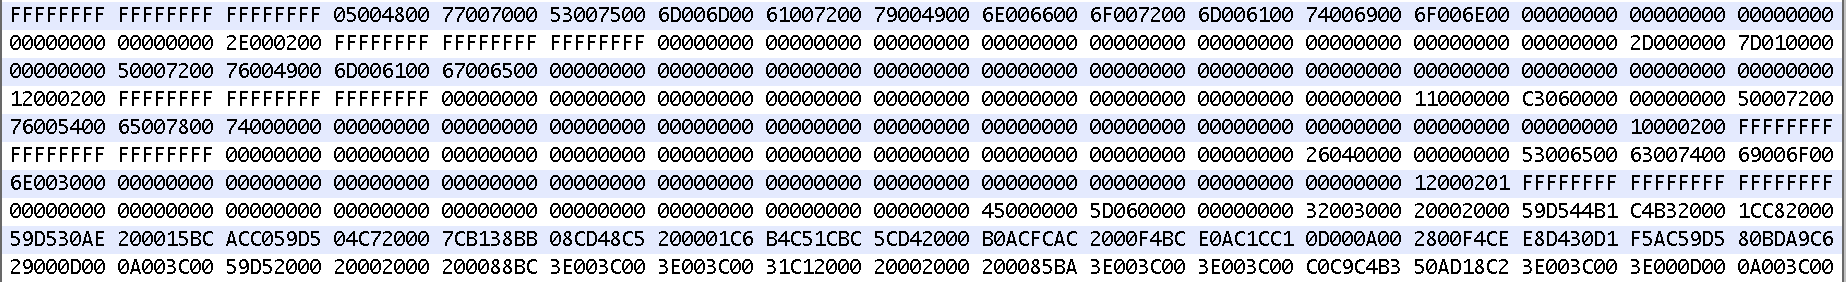 FFFFFFFF FFFFFFFF FFFFFFFF 05004800 77007000 53007500 6D006D00 61007200 79004900 6E006600 6F007200 6D006100 74006900 6F006E00 00000000 00000000 00000000
00000000 00000000 2E000200 FFFFFFFF FFFFFFFF FFFFFFFF 00000000 00000000 00000000 00000000 00000000 00000000 00000000 00000000 00000000 2D000000 7D010000
00000000 50007200 76004900 6D006100 67006500 00000000 00000000 00000000 00000000 00000000 00000000 00000000 00000000 00000000 00000000 00000000 00000000
12000200 FFFFFFFF FFFFFFFF FFFFFFFF 00000000 00000000 00000000 00000000 00000000 00000000 00000000 00000000 00000000 11000000 C3060000 00000000 50007200
76005400 65007800 74000000 00000000 00000000 00000000 00000000 00000000 00000000 00000000 00000000 00000000 00000000 00000000 00000000 10000200 FFFFFFFF
FFFFFFFF FFFFFFFF 00000000 00000000 00000000 00000000 00000000 00000000 00000000 00000000 00000000 00000000 26040000 00000000 53006500 63007400 69006F00
6E003000 00000000 00000000 00000000 00000000 00000000 00000000 00000000 00000000 00000000 00000000 00000000 00000000 12000201 FFFFFFFF FFFFFFFF FFFFFFFF
00000000 00000000 00000000 00000000 00000000 00000000 00000000 00000000 00000000 45000000 5D060000 00000000 32003000 20002000 59D544B1 C4B32000 1CC82000
59D530AE 200015BC ACC059D5 04C72000 7CB138BB 08CD48C5 200001C6 B4C51CBC 5CD42000 B0ACFCAC 2000F4BC E0AC1CC1 0D000A00 2800F4CE E8D430D1 F5AC59D5 80BDA9C6
29000D00 0A003C00 59D52000 20002000 200088BC 3E003C00 3E003C00 31C12000 20002000 200085BA 3E003C00 3E003C00 C0C9C4B3 50AD18C2 3E003C00 3E000D00 0A003C00